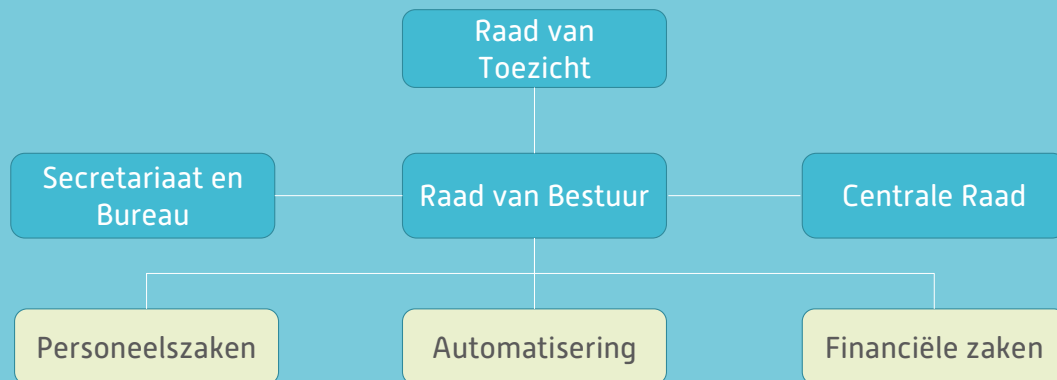 Raad van
Toezicht
Secretariaat en
Bureau
Raad van Bestuur
Centrale Raad
Personeelszaken
Automatisering
Financiële zaken